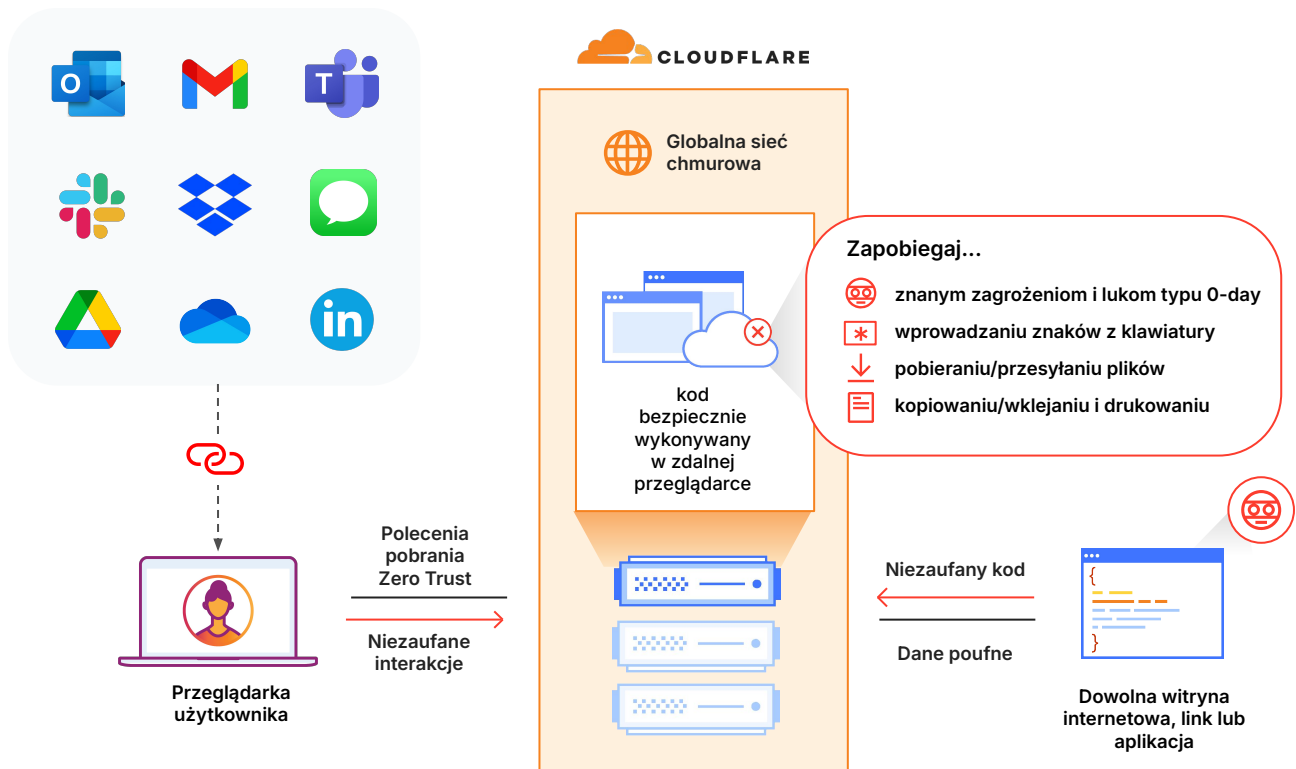 O
T
in
CLOUDFLARE
Globalna sieć
chmurowa
kod
bezpiecznie
wykonywany
w zdalnej
przeglądarce
Zapobiegaj...
znanym zagrożeniom i lukom typu 0-day
wprowadzaniu znaków z klawiatury
pobieraniu/przesyłaniu plików
kopiowaniu/wklejaniu i drukowaniu
Polecenia
pobrania
Zero Trust
Niezaufane
interakcje
Przeglądarka
użytkownika
Niezaufany kod
Dane poufne
{
}
Dowolna witryna
internetowa, link lub
aplikacja